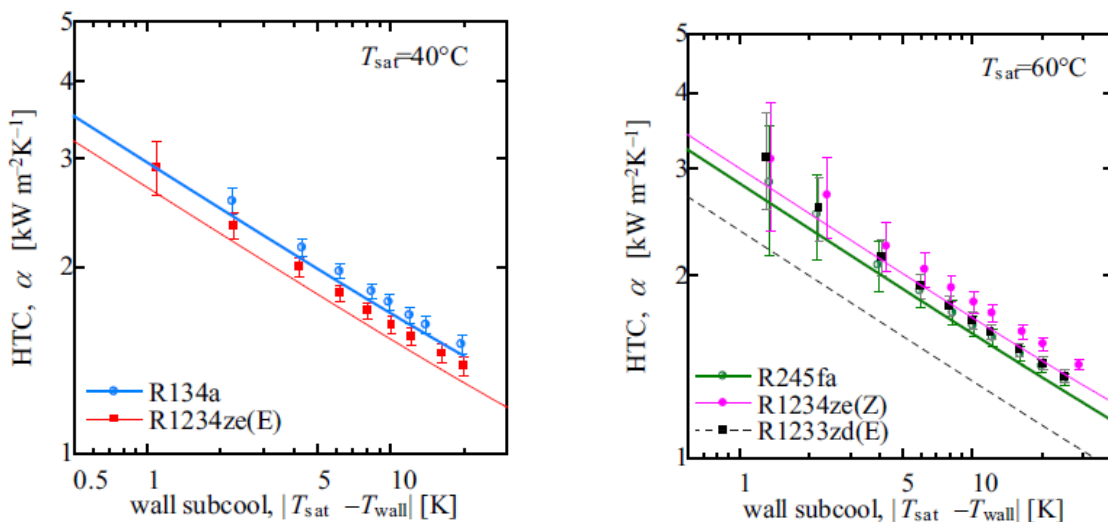 5
4
3
2
1
HTC, α [kW m−2K−1]
Tsat=40°C
R134a
R1234ze(E)
0.5 1 5 10
wall subcool, |Tsat −Twall| [K]
5
4
3
2
1
HTC, α [kW m−2K−1]
Tsat=60°C
R245fa
R1234ze(Z)
R1233zd(E)
1 5 10
wall subcool, |Tsat −Twall| [K]